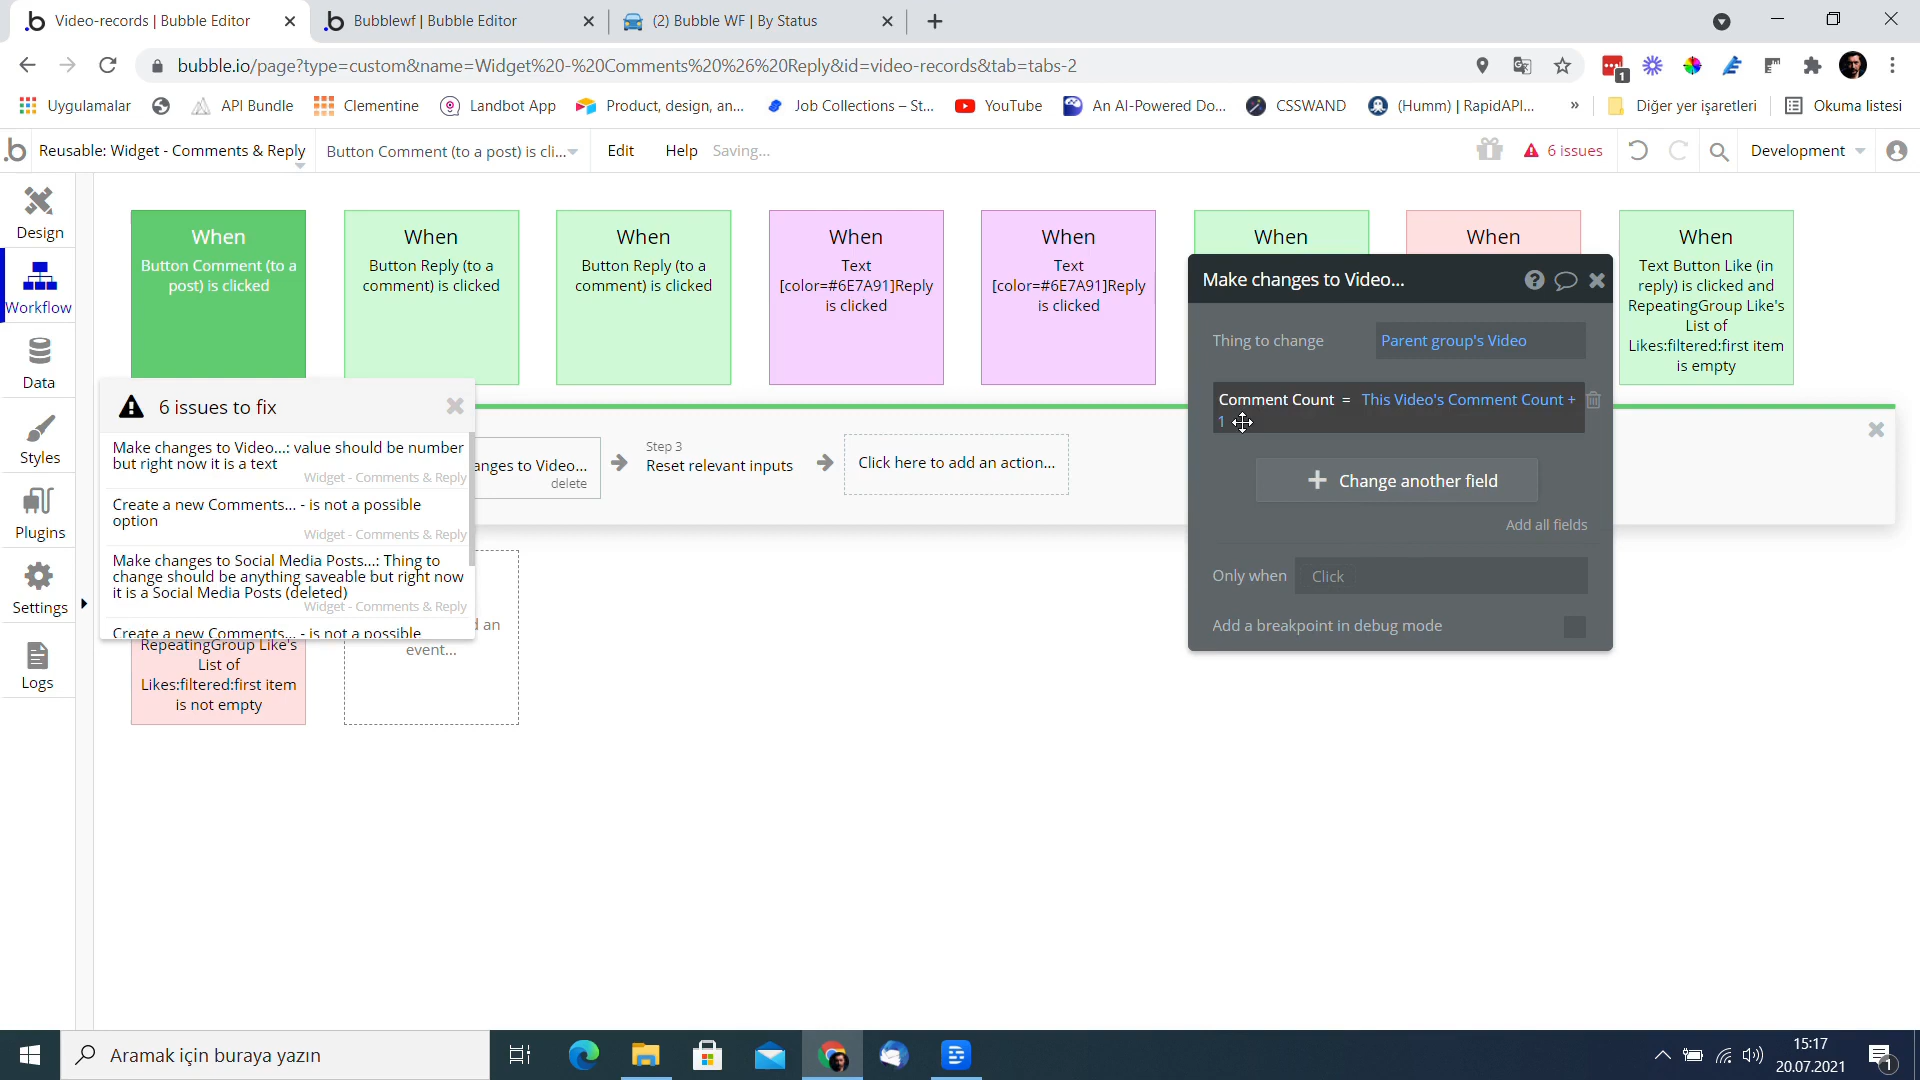 Video-records | Bubble Editor
Bubblewf | Bubble Editor
(2) Bubble WF | By Status
bubble.io/page?type=custom&name=Widget%20-%20Comments%20%26%20Reply&id=video-records&tab=tabs-2
1
Uygulamalar
API Bundle
Clementine
Landbot App
Product, design, an...
Job Collections – St...
YouTube
An AI-Powered Do...
CSSWAND
(Humm) | RapidAPI...
»
Diğer yer işaretleri
Okuma listesi
Reusable: Widget - Comments & Reply
Button Comment (to a post) is cli...
Edit
Help
Saving...
6 issues
Development
Design
Workflow
Data
Styles
Plugins
Settings
Logs
When
Button Comment (to a
post) is clicked
When
Button Reply (to a
comment) is clicked
When
Button Reply (to a
comment) is clicked
When
Text
[color=#6E7A91]Reply
is clicked
When
Text
[color=#6E7A91]Reply
is clicked
When
When
When
Text Button Like (in
reply) is clicked and
RepeatingGroup Like's
List of
Likes:filtered:first item
is empty
6 issues to fix
Make changes to Video...: value should be number
but right now it is a text
Widget - Comments & Reply
Create a new Comments... - is not a possible
option
Widget - Comments & Reply
Make changes to Social Media Posts...: Thing to
change should be anything saveable but right now
it is a Social Media Posts (deleted)
Widget - Comments & Reply
Create a new Comments... - is not a possible
anges to Video...
delete
Step 3
Reset relevant inputs
Click here to add an action...
d an
event...
RepeatingGroup Like's
List of
Likes:filtered:first item
is not empty
Make changes to Video...
Thing to change
Parent group's Video
Comment Count = This Video's Comment Count +
1
Change another field
Add all fields
Only when
Click
Add a breakpoint in debug mode
Aramak için buraya yazın
15:17
20.07.2021
1